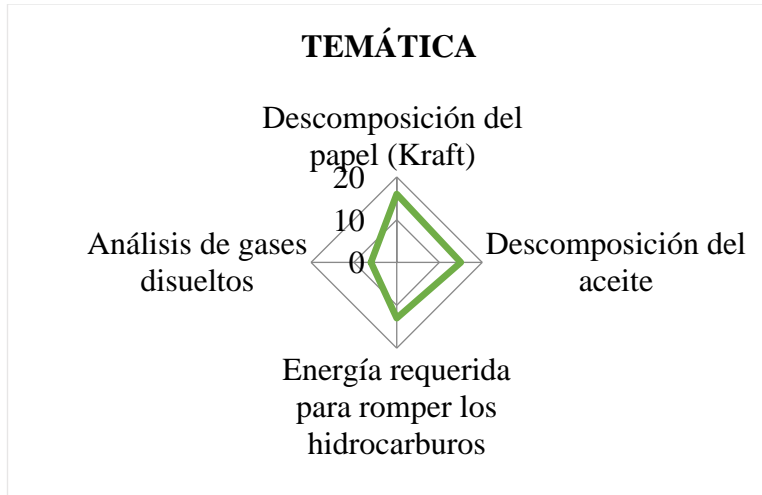 TEMÁTICA
Descomposición del
papel (Kraft)
20
10
0
Análisis de gases
disueltos
Descomposición del
aceite
Energía requerida
para romper los
hidrocarburos